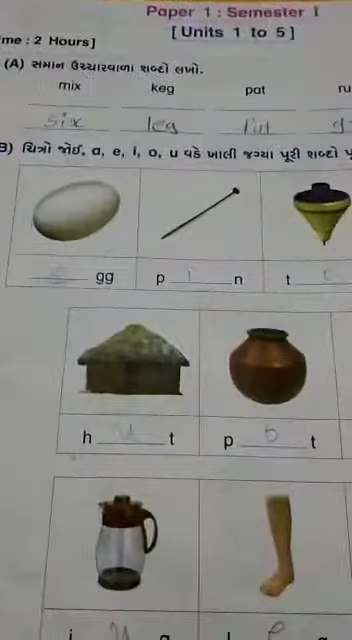 Paper 1 : Semester I
me : 2 Hours] [Units 1 to 5]
(A) સમાન ઉચ્ચારવાળા શબ્દો લખો.
mix keg pat ru
six leg
B) ચિત્રો જોઈ, a, e, i, o, u વડે ખાલી જગ્યા પૂરી શબ્દો
e gg p i n t
h u t p o t
j u g l e g